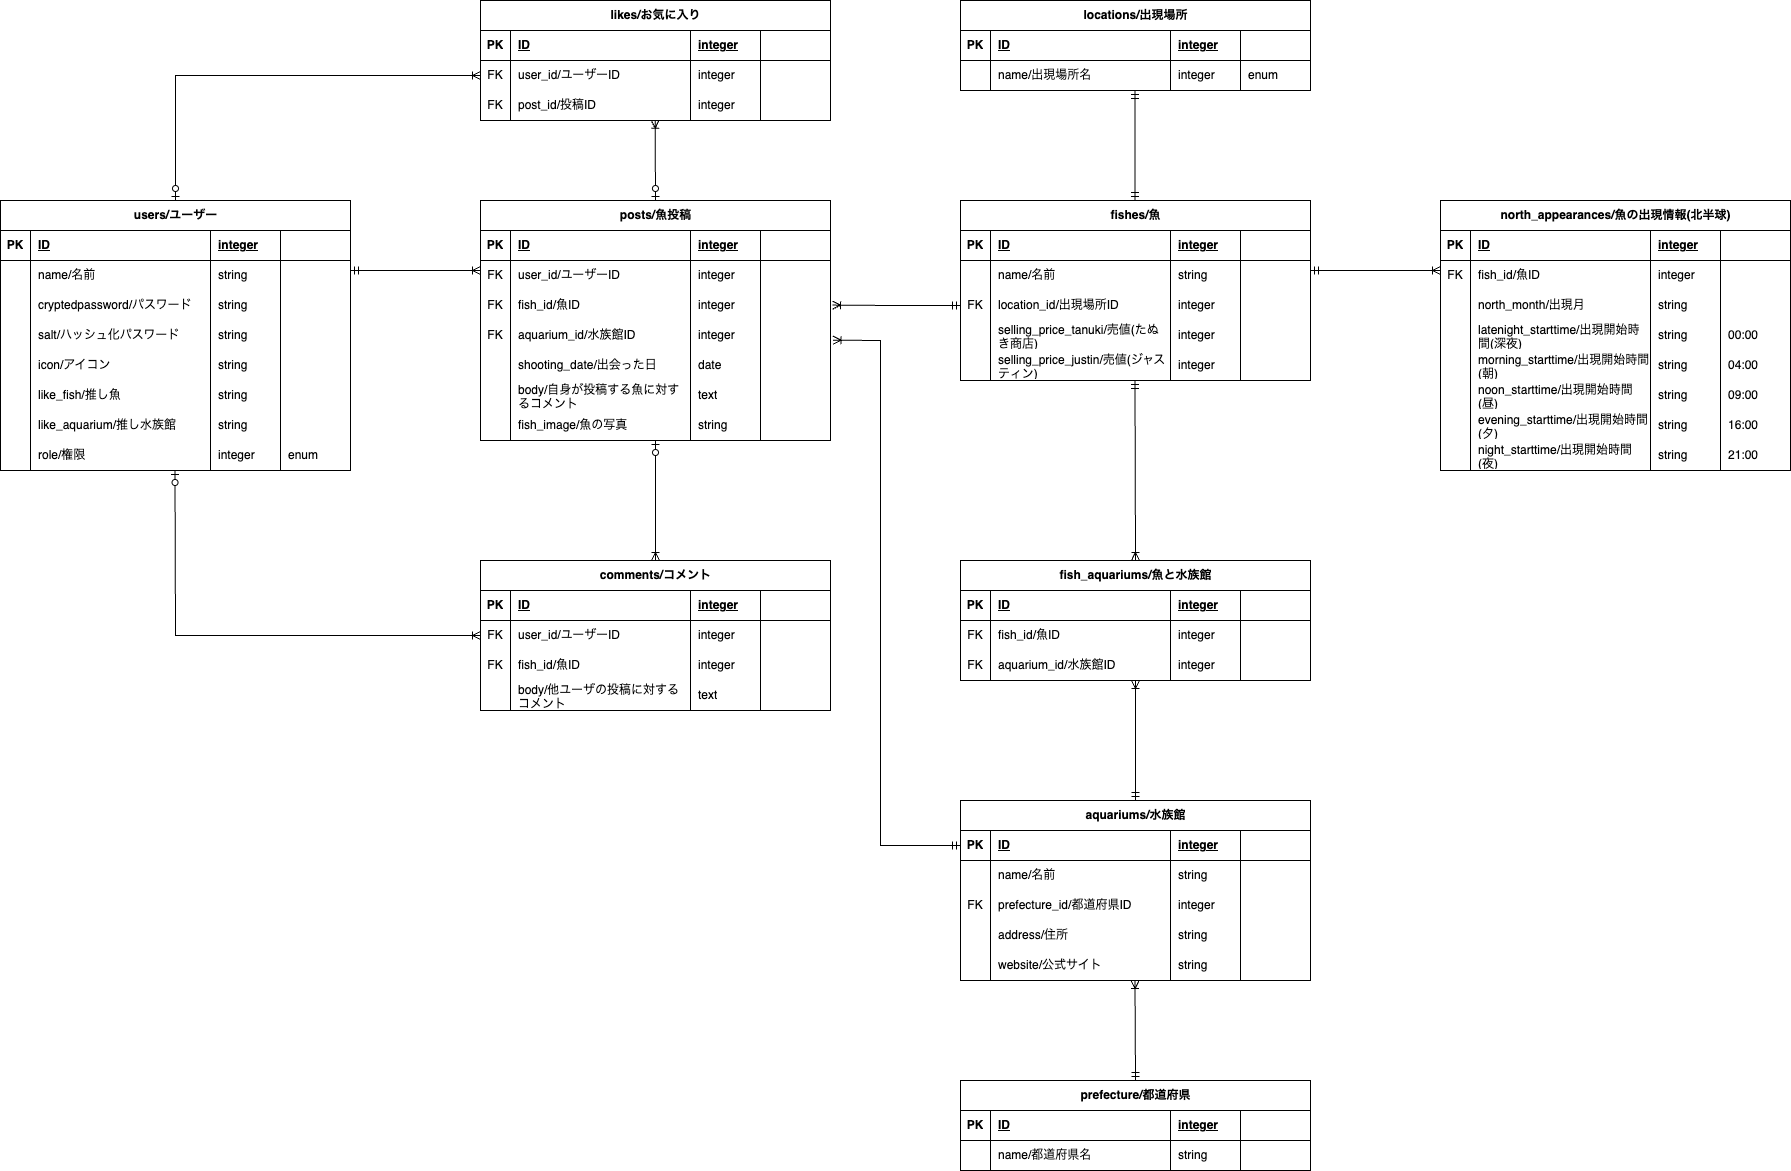 likes/お気に入り
PK ID integer
FK user_id/ユーザーID integer
FK post_id/投稿ID integer
locations/出現場所
PK ID integer
name/出現場所名 integer enum
users/ユーザー
PK ID integer
name/名前 string
cryptedpassword/パスワード string
salt/ハッシュ化パスワード string
icon/アイコン string
like_fish/推し魚 string
like_aquarium/推し水族館 string
role/権限 integer enum
posts/魚投稿
PK ID integer
FK user_id/ユーザーID integer
FK fish_id/魚ID integer
FK aquarium_id/水族館ID integer
shooting_date/出会った日 date
body/自身が投稿する魚に対す
るコメント text
fish_image/魚の写真 string
fishes/魚
PK ID integer
name/名前 string
FK location_id/出現場所ID integer
selling_price_tanuki/売値(たぬ
き商店) integer
selling_price_justin/売値(ジャス
ティン) integer
north_appearances/魚の出現情報(北半球)
PK ID integer
FK fish_id/魚ID integer
north_month/出現月 string
latenight_starttime/出現開始時
間(深夜) string 00:00
morning_starttime/出現開始時間
(朝) string 04:00
noon_starttime/出現開始時間
(昼) string 09:00
evening_starttime/出現開始時間
(夕) string 16:00
night_starttime/出現開始時間
(夜) string 21:00
comments/コメント
PK ID integer
FK user_id/ユーザーID integer
FK fish_id/魚ID integer
body/他ユーザの投稿に対する
コメント text
fish_aquariums/魚と水族館
PK ID integer
FK fish_id/魚ID integer
FK aquarium_id/水族館ID integer
aquariums/水族館
PK ID integer
name/名前 string
FK prefecture_id/都道府県ID integer
address/住所 string
website/公式サイト string
prefecture/都道府県
PK ID integer
name/都道府県名 string